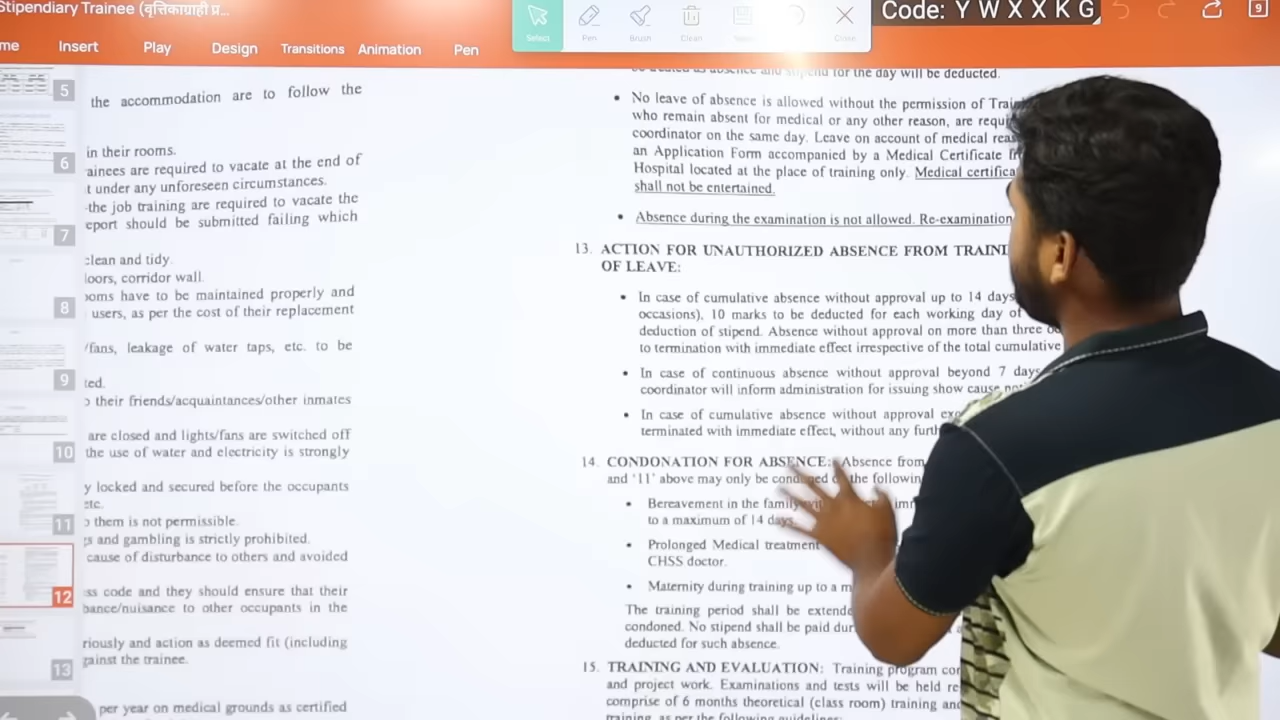 Stipendiary Trainee (वृत्तिकाग्राही प्र...
Code: Y W X X K G
9
Insert
Play
Design
Transitions
Animation
Pen
Select
Pen
Clean
Close
5
6
7
8
9
10
11
12
13
the accommodation are to follow the
in their rooms.
ainees are required to vacate at the end of
t under any unforeseen circumstances.
-the job training are required to vacate the
eport should be submitted failing which
clean and tidy.
loors, corridor wall.
ooms have to be maintained properly and
users, as per the cost of their replacement
/fans, leakage of water taps, etc. to be
ted.
o their friends/acquaintances/other inmates
are closed and lights/fans are switched off
the use of water and electricity is strongly
y locked and secured before the occupants
etc.
o them is not permissible.
gs and gambling is strictly prohibited.
cause of disturbance to others and avoided
ss code and they should ensure that their
bance/nuisance to other occupants in the
riously and action as deemed fit (including
gainst the trainee.
per year on medical grounds as certified
be treated as absence and stipend for the day will be deducted.
• No leave of absence is allowed without the permission of
who remain absent for medical or any other reason, are
coordinator on the same day. Leave on account of medical
an Application Form accompanied by a Medical Certificate
Hospital located at the place of training only. Medical
shall not be entertained.
• Absence during the examination is not allowed. Re-examination
13. ACTION FOR UNAUTHORIZED ABSENCE FROM
OF LEAVE:
• In case of cumulative absence without approval up to 14 days
occasions), 10 marks to be deducted for each working day of
deduction of stipend. Absence without approval on more than three
to termination with immediate effect irrespective of the total cumulative
• In case of continuous absence without approval beyond 7 days
coordinator will inform administration for issuing show cause
• In case of cumulative absence without approval
terminated with immediate effect, without any
14. CONDONATION FOR ABSENCE: Absence from
and '11' above may only be condoned the
• Bereavement in the family
to a maximum of 14 days.
• Prolonged Medical treatment
CHSS doctor.
• Maternity during training up to a
The training period shall be
condoned. No stipend shall be paid
deducted for such absence.
15. TRAINING AND EVALUATION: Training program
and project work. Examinations and tests will be held
comprise of 6 months theoretical (class room) training and
training, as per the following guidelines: